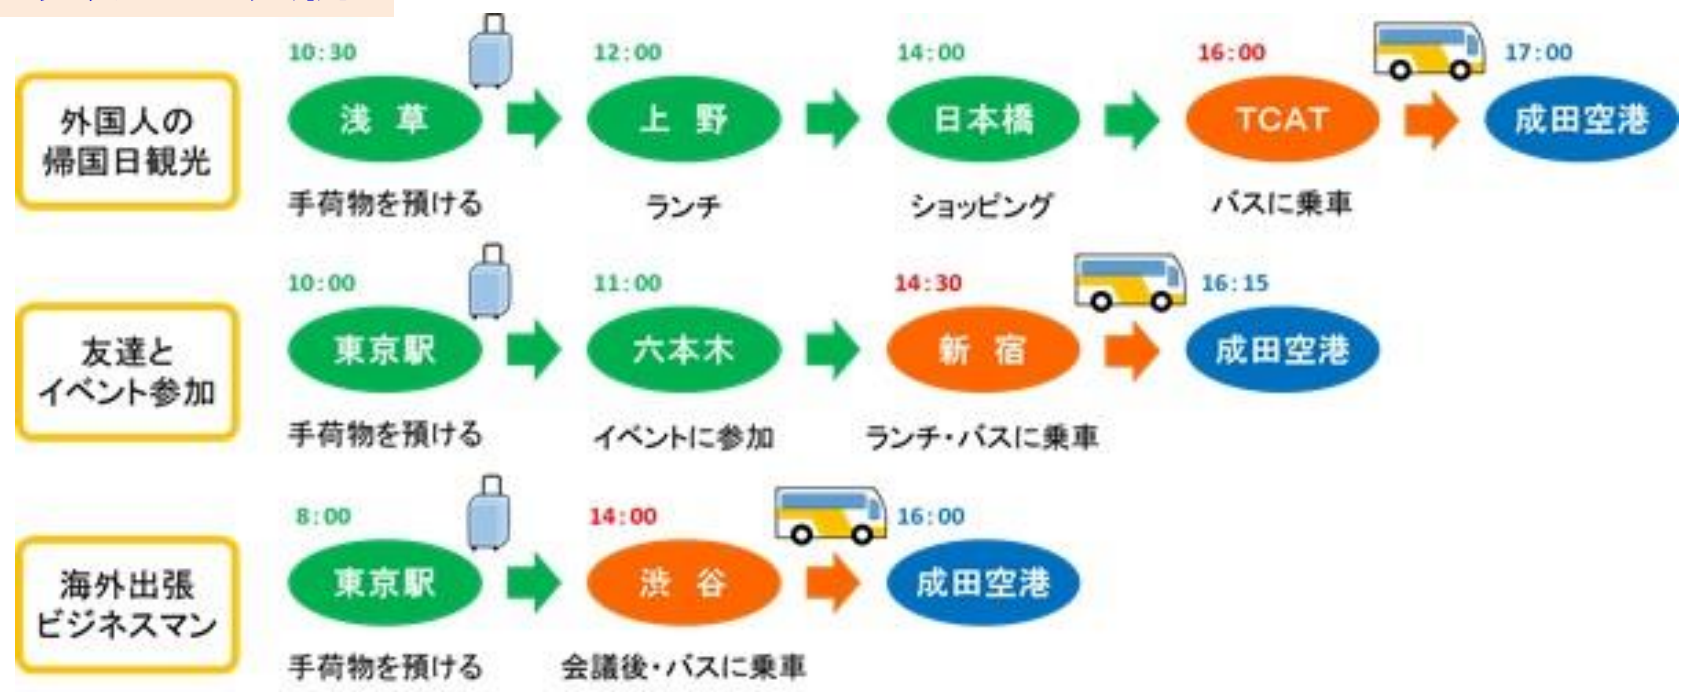 10:30
12:00
14:00
16:00
17:00
外国人の
帰国日観光
浅草
上野
日本橋
TCAT
成田空港
手荷物を預ける
ランチ
ショッピング
バスに乗車
10:00
11:00
14:30
16:15
友達と
イベント参加
東京駅
六本木
新宿
成田空港
手荷物を預ける
イベントに参加
ランチ・バスに乗車
8:00
14:00
16:00
海外出張
ビジネスマン
東京駅
渋谷
成田空港
手荷物を預ける
会議後・バスに乗車